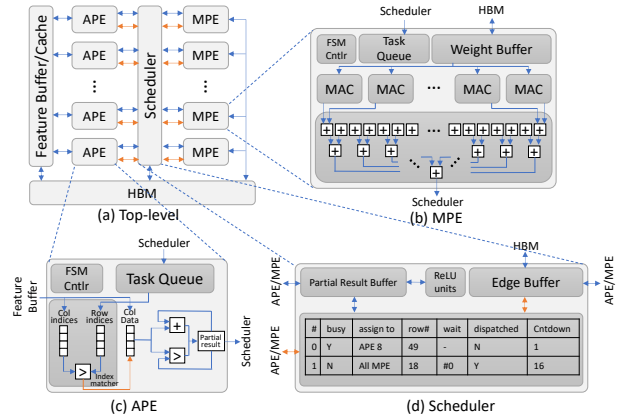 Feature Buffer/Cache
APE
MPE
APE
MPE
Scheduler
APE
MPE
APE
MPE
HBM
(a) Top-level
Scheduler
HBM
FSM
Cntlr
Task
Queue
Weight Buffer
MAC
MAC
...
MAC
MAC
+ + + + + + + + ... + + + + + + + +
+ + + + + +
+
Scheduler
(b) MPE
Scheduler
FSM
Cntlr
Task Queue
Feature
Buffer
Col
indices
Row
indices
Col
Data
+
>
Partial
result
Scheduler
>
Index
matcher
(c) APE
HBM
APE/MPE
Partial Result Buffer
ReLU
units
Edge Buffer
APE/MPE
APE/MPE
# busy assign to row# wait dispatched Cntdown
0 Y APE 8 49 - N 1
1 N All MPE 18 #0 Y 16
(d) Scheduler